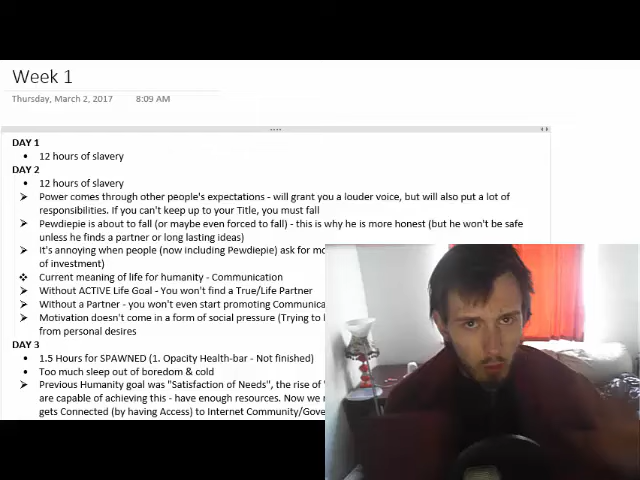 Week 1
Thursday, March 2, 2017 8:09 AM
DAY 1
• 12 hours of slavery
DAY 2
• 12 hours of slavery
➢ Power comes through other people's expectations - will grant you a louder voice, but will also put a lot of
responsibilities. If you can't keep up to your Title, you must fall
➢ Pewdiepie is about to fall (or maybe even forced to fall) - this is why he is more honest (but he won't be safe
unless he finds a partner or long lasting ideas)
➢ It's annoying when people (now including Pewdiepie) ask for
of investment)
❖ Current meaning of life for humanity - Communication
➢ Without ACTIVE Life Goal - You won't find a True/Life Partner
➢ Without a Partner - you won't even start promoting
➢ Motivation doesn't come in a form of social pressure (Trying to
from personal desires
DAY 3
• 1.5 Hours for SPAWNED (1. Opacity Health-bar - Not finished)
• Too much sleep out of boredom & cold
➢ Previous Humanity goal was "Satisfaction of Needs", the rise of
are capable of achieving this - have enough resources. Now we
gets Connected (by having Access) to Internet